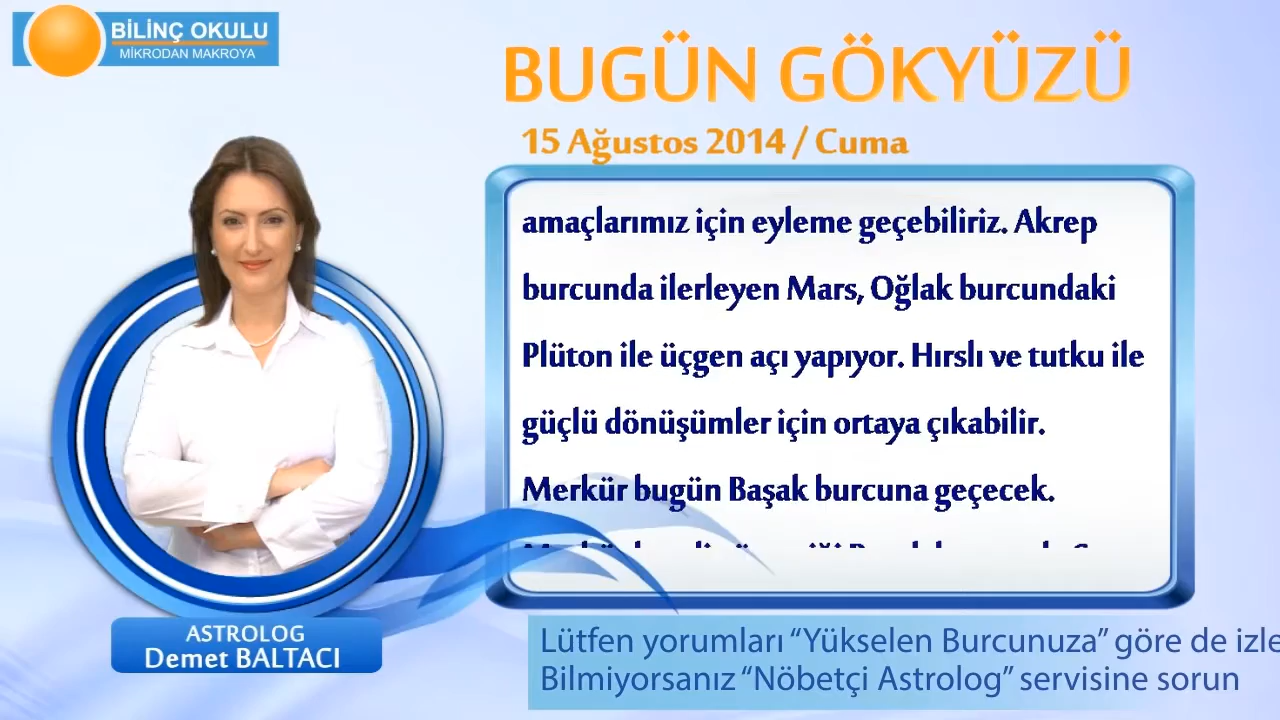 BİLİNÇ OKULU
MİKRODAN MAKROYA
BUGÜN GÖKYÜZÜ
15 Ağustos 2014 / Cuma
amaçlarımız için eyleme geçebiliriz. Akrep
burcunda ilerleyen Mars, Oğlak burcundaki
Plüton ile üçgen açı yapıyor. Hırslı ve tutku ile
güçlü dönüşümler için ortaya çıkabilir.
Merkür bugün Başak burcuna geçecek.
ASTROLOG
Demet BALTACI
Lütfen yorumları “Yükselen Burcunuza” göre de izle
Bilmiyorsanız “Nöbetçi Astrolog” servisine sorun